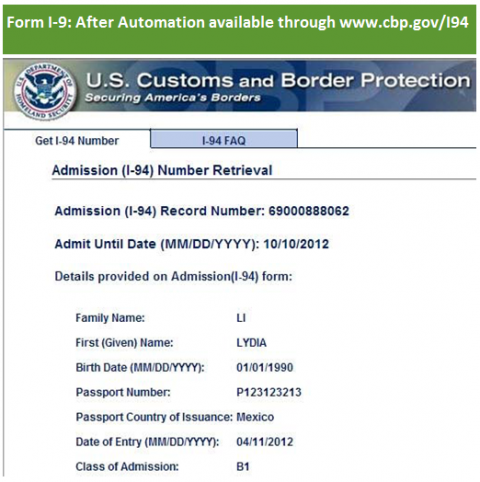 Form I-9: After Automation available through www.cbp.gov/I94
U.S. Customs and Border Protection
Securing America's Borders
Get I-94 Number
I-94 FAQ
Admission (I-94) Number Retrieval
Admission (I-94) Record Number: 69000888062
Admit Until Date (MM/DD/YYYY): 10/10/2012
Details provided on Admission(I-94) form:
Family Name: LI
First (Given) Name: LYDIA
Birth Date (MM/DD/YYYY): 01/01/1990
Passport Number: P123123213
Passport Country of Issuance: Mexico
Date of Entry (MM/DD/YYYY): 04/11/2012
Class of Admission: B1